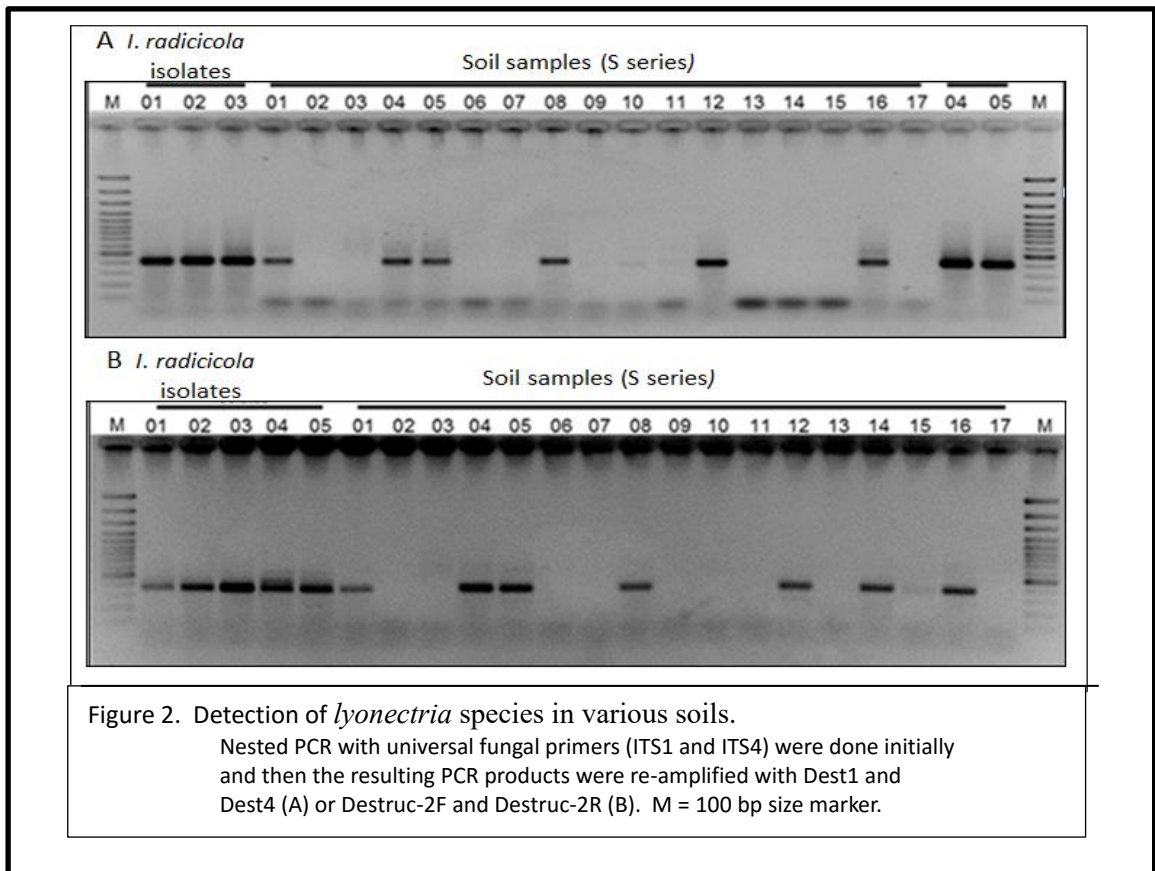 A I. radicicola
isolates
Soil samples (S series)
M 01 02 03 01 02 03 04 05 06 07 08 09 10 11 12 13 14 15 16 17 04 05 M
B I. radicicola
isolates
Soil samples (S series)
M 01 02 03 04 05 01 02 03 04 05 06 07 08 09 10 11 12 13 14 15 16 17 M
Figure 2. Detection of lyonectria species in various soils.
Nested PCR with universal fungal primers (ITS1 and ITS4) were done initially
and then the resulting PCR products were re-amplified with Dest1 and
Dest4 (A) or Destruc-2F and Destruc-2R (B). M = 100 bp size marker.